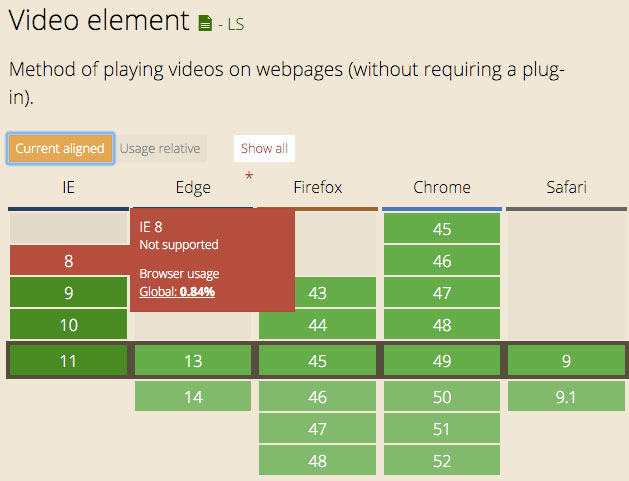 Video element - LS
Method of playing videos on webpages (without requiring a plug-
in).
Current aligned Usage relative Show all
IE Edge * Firefox Chrome Safari
IE 8
Not supported
Browser usage
Global: 0.84%
45
8 46
9 43 47
10 44 48
11 13 45 49 9
14 46 50 9.1
47 51
48 52